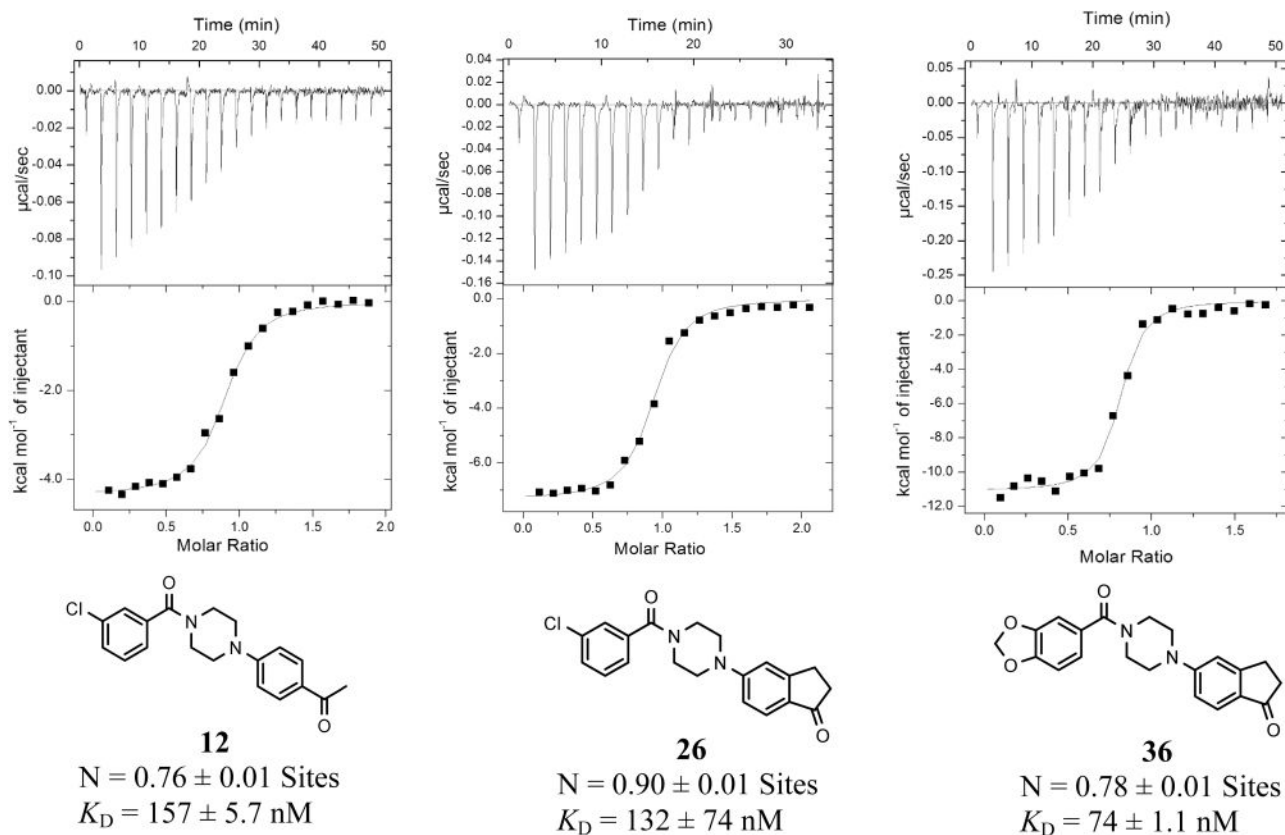 Time (min)
0 10 20 30 40 50
0.00
-0.02
-0.04
-0.06
-0.08
-0.10
µcal/sec
0.0
-2.0
-4.0
kcal mol⁻¹ of injectant
0.0 0.5 1.0 1.5 2.0
Molar Ratio
Cl
O
N
N
O
12
N = 0.76 ± 0.01 Sites
K_D = 157 ± 5.7 nM
Time (min)
0 10 20 30
0.04
0.02
0.00
-0.02
-0.04
-0.06
-0.08
-0.10
-0.12
-0.14
-0.16
µcal/sec
0.0
-2.0
-4.0
-6.0
kcal mol⁻¹ of injectant
0.0 0.5 1.0 1.5 2.0
Molar Ratio
Cl
O
N
N
O
26
N = 0.90 ± 0.01 Sites
K_D = 132 ± 74 nM
Time (min)
0 10 20 30 40 50
0.05
0.00
-0.05
-0.10
-0.15
-0.20
-0.25
µcal/sec
0.0
-2.0
-4.0
-6.0
-8.0
-10.0
-12.0
kcal mol⁻¹ of injectant
0.0 0.5 1.0 1.5
Molar Ratio
O
O
O
N
N
O
36
N = 0.78 ± 0.01 Sites
K_D = 74 ± 1.1 nM